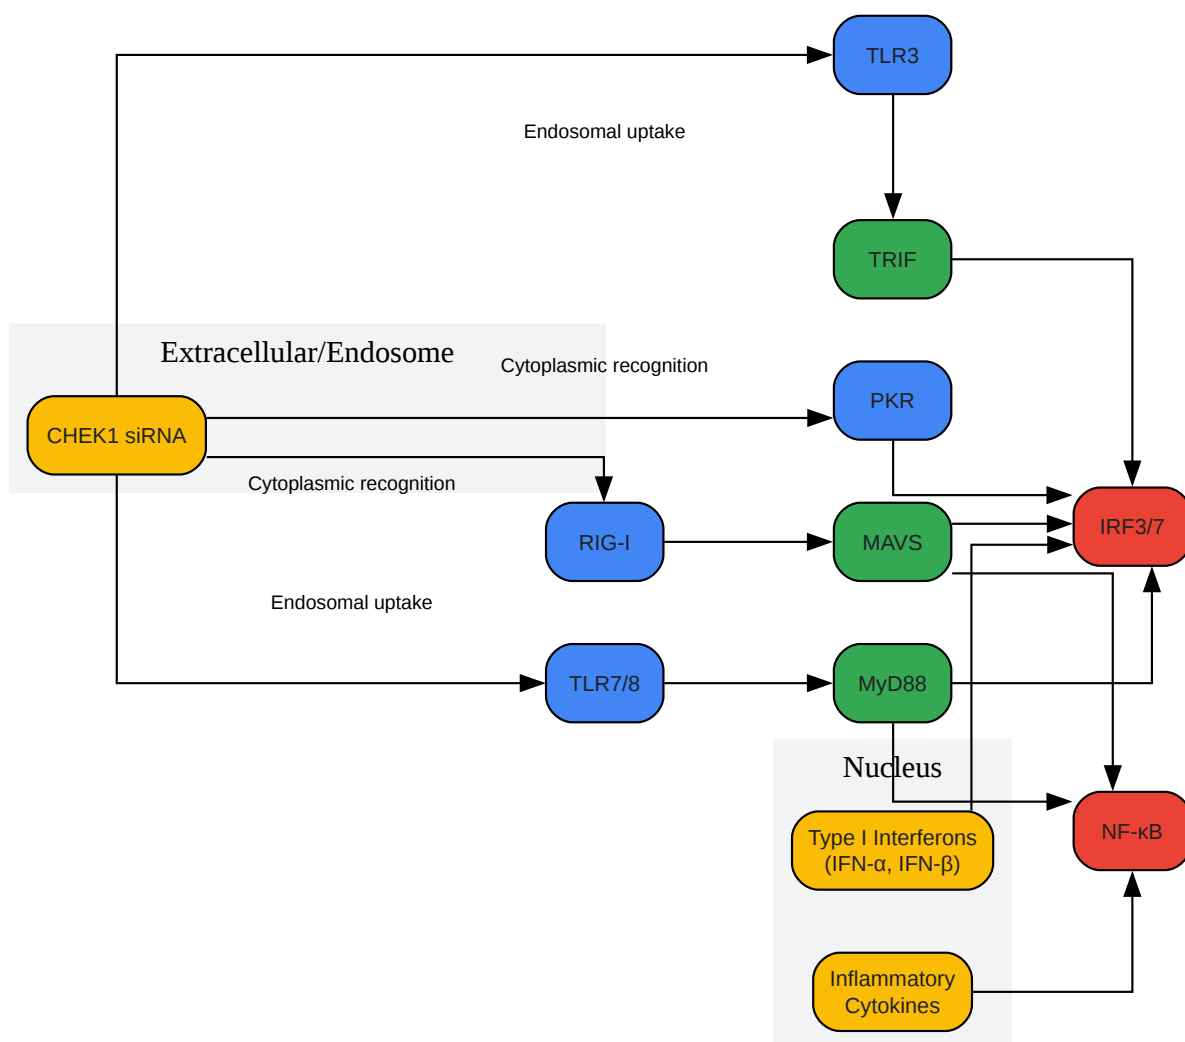 TLR3
Endosomal uptake
TRIF
Extracellular/Endosome
Cytoplasmic recognition
PKR
CHEK1 siRNA
Cytoplasmic recognition
RIG-I
MAVS
IRF3/7
Endosomal uptake
TLR7/8
MyD88
Nucleus
Type I Interferons
(IFN-α, IFN-β)
NF-κB
Inflammatory
Cytokines